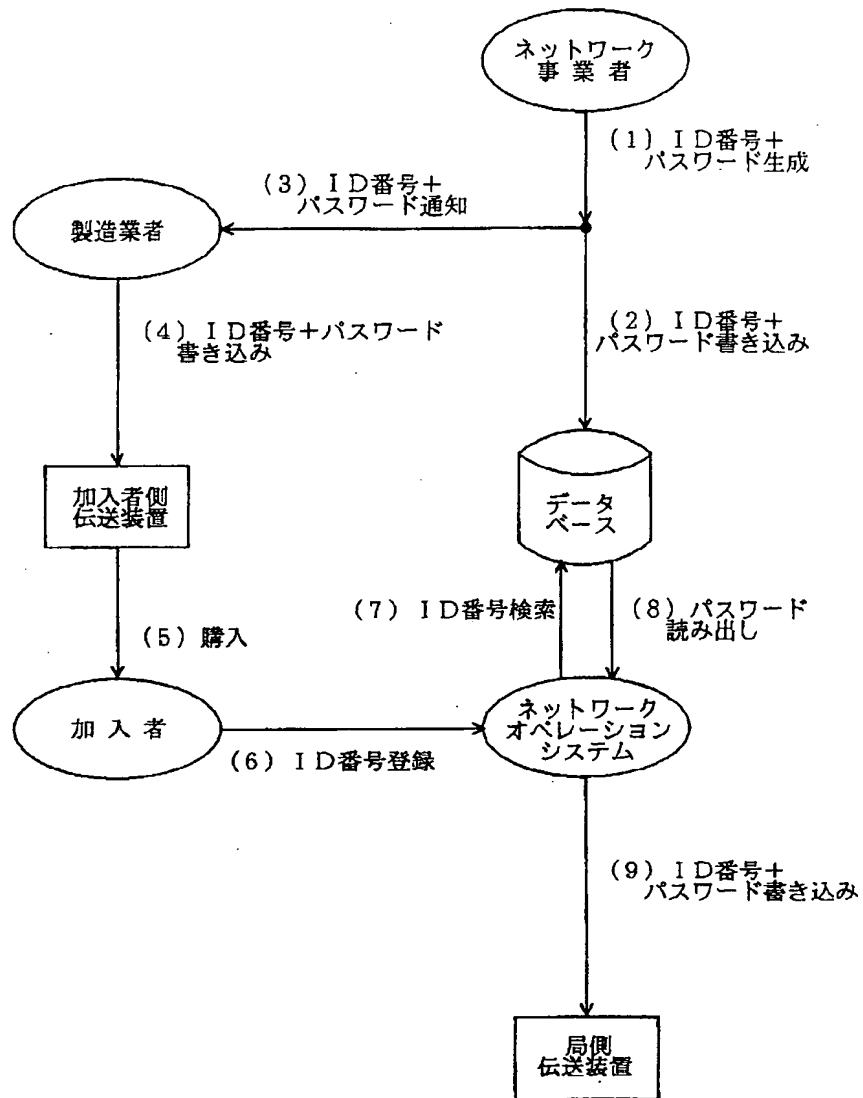 ネットワーク
事 業 者
(1) ID番号+
パスワード生成
(3) ID番号+
パスワード通知
製造業者
(2) ID番号+
パスワード書き込み
(4) ID番号+パスワード
書き込み
加入者側
伝送装置
データ
ベース
(7) ID番号検索
(8) パスワード
読み出し
(5) 購入
加 入 者
ネットワーク
オペレーション
システム
(6) ID番号登録
(9) ID番号+
パスワード書き込み
局側
伝送装置